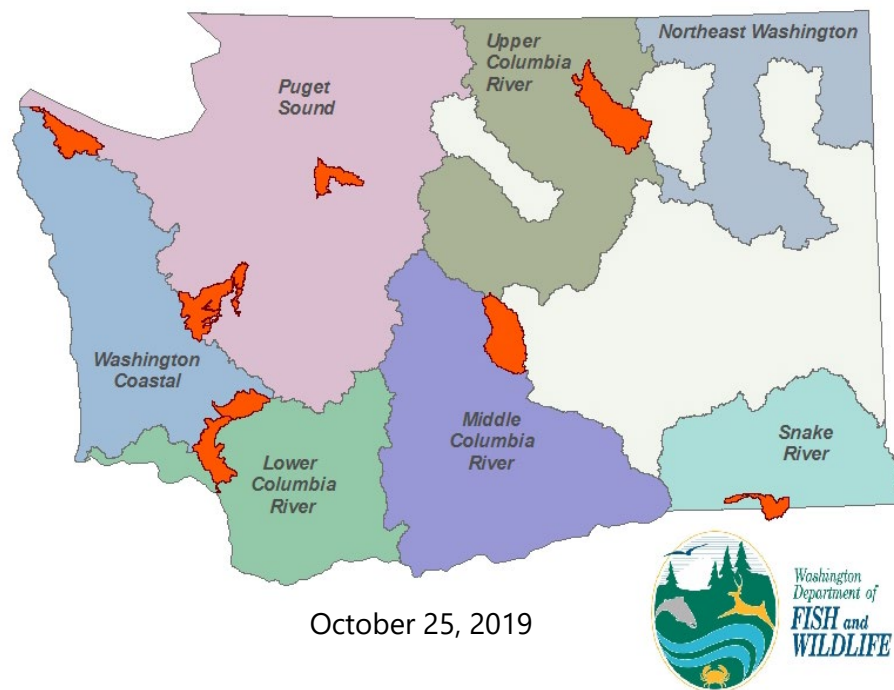 Upper
Columbia
River
Northeast Washington
Puget
Sound
Washington
Coastal
Middle
Columbia
River
Snake
River
Lower
Columbia
River
October 25, 2019
Washington
Department of
FISH and
WILDLIFE